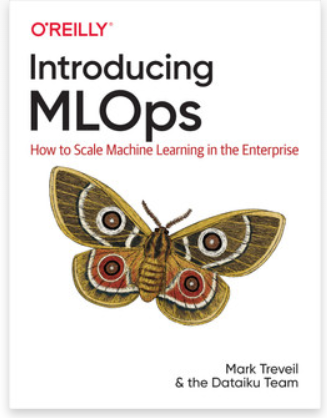 O'REILLY®
Introducing
MLOps
How to Scale Machine Learning in the Enterprise
Mark Treveil
& the Dataiku Team